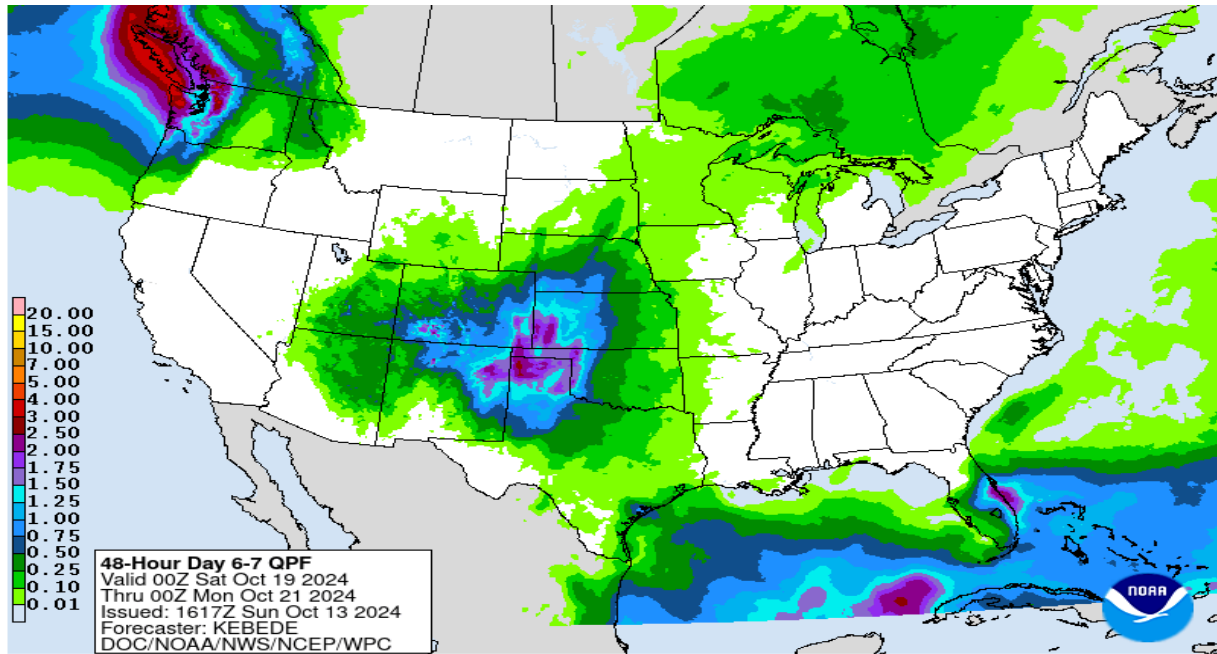 20.00
15.00
10.00
7.00
5.00
4.00
3.00
2.50
2.00
1.75
1.50
1.25
1.00
0.50
0.25
0.10
0.01
48-Hour Day 6-7 QPF
Valid 00Z Sat Oct 19 2024
Thru 00Z Mon Oct 21 2024
Issued: 1617Z Sun Oct 13 2024
Forecaster: KEBEDE
DOC/NOAA/NWS/NCEP/WPC
NOAA